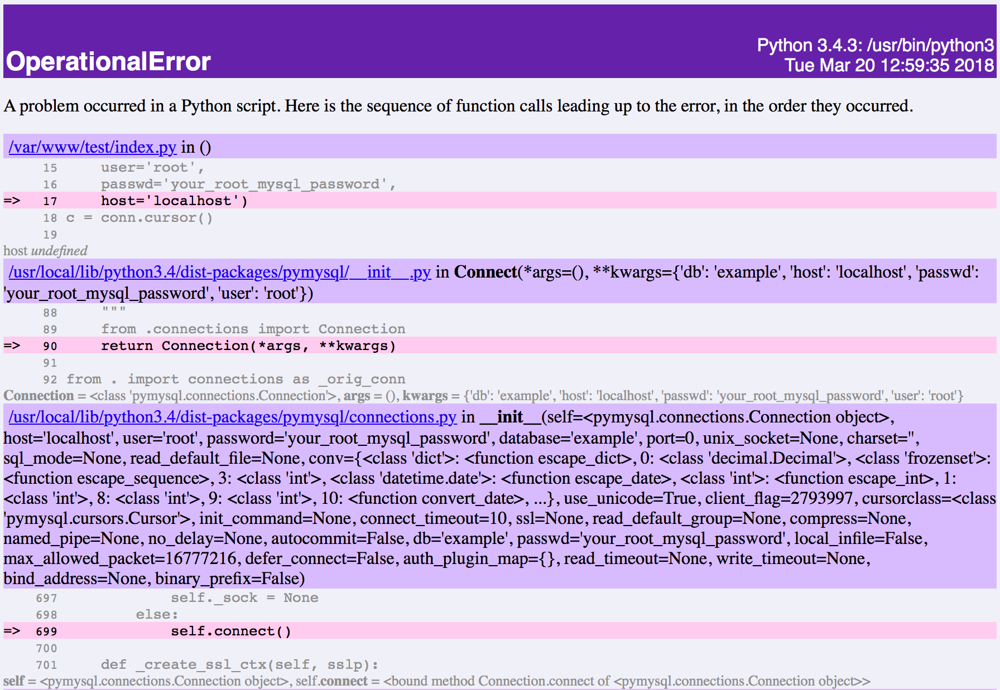 OperationalError
Python 3.4.3: /usr/bin/python3
Tue Mar 20 12:59:35 2018
A problem occurred in a Python script. Here is the sequence of function calls leading up to the error, in the order they occurred.
/var/www/test/index.py in ()
15     user='root',
16     passwd='your_root_mysql_password',
=> 17     host='localhost')
18 c = conn.cursor()
19
host undefined
/usr/local/lib/python3.4/dist-packages/pymysql/__init__.py in Connect(*args=(), **kwargs={'db': 'example', 'host': 'localhost', 'passwd':
'your_root_mysql_password', 'user': 'root'})
88     """
89     from .connections import Connection
=> 90     return Connection(*args, **kwargs)
91
92 from . import connections as _orig_conn
Connection = <class 'pymysql.connections.Connection'>, args = (), kwargs = {'db': 'example', 'host': 'localhost', 'passwd': 'your_root_mysql_password', 'user': 'root'}
/usr/local/lib/python3.4/dist-packages/pymysql/connections.py in __init__(self=<pymysql.connections.Connection object>,
host='localhost', user='root', password='your_root_mysql_password', database='example', port=0, unix_socket=None, charset='',
sql_mode=None, read_default_file=None, conv={<class 'dict'>: <function escape_dict>, 0: <class 'decimal.Decimal'>, <class 'frozenset'>:
<function escape_sequence>, 3: <class 'int'>, <class 'datetime.date'>: <function escape_date>, <class 'int'>: <function escape_int>, 1:
<class 'int'>, 8: <class 'int'>, 9: <class 'int'>, 10: <function convert_date>, ...}, use_unicode=True, client_flag=2793997, cursorclass=<class
'pymysql.cursors.Cursor'>, init_command=None, connect_timeout=10, ssl=None, read_default_group=None, compress=None,
named_pipe=None, no_delay=None, autocommit=False, db='example', passwd='your_root_mysql_password', local_infile=False,
max_allowed_packet=16777216, defer_connect=False, auth_plugin_map={}, read_timeout=None, write_timeout=None,
bind_address=None, binary_prefix=False)
697             self._sock = None
698         else:
=> 699             self.connect()
700
701     def _create_ssl_ctx(self, sslp):
self = <pymysql.connections.Connection object>, self.connect = <bound method Connection.connect of <pymysql.connections.Connection object>>